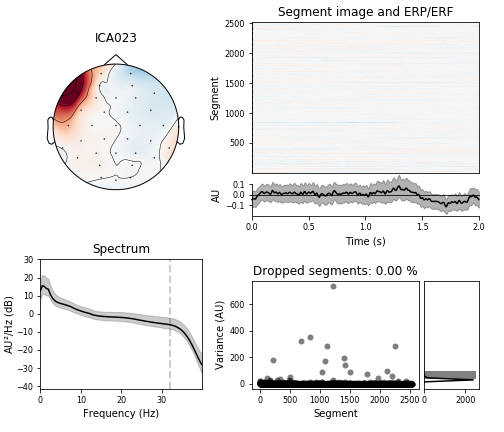 ICA023
Segment image and ERP/ERF
2500
2000
1500
1000
500
Segment
0.1
0.0
−0.1
AU
0.0 0.5 1.0 1.5 2.0
Time (s)
Spectrum
30
20
10
0
−10
−20
−30
−40
AU²/Hz (dB)
0 10 20 30
Frequency (Hz)
Dropped segments: 0.00 %
600
400
200
0
Variance (AU)
0 500 1000 1500 2000 2500
Segment
0 2000